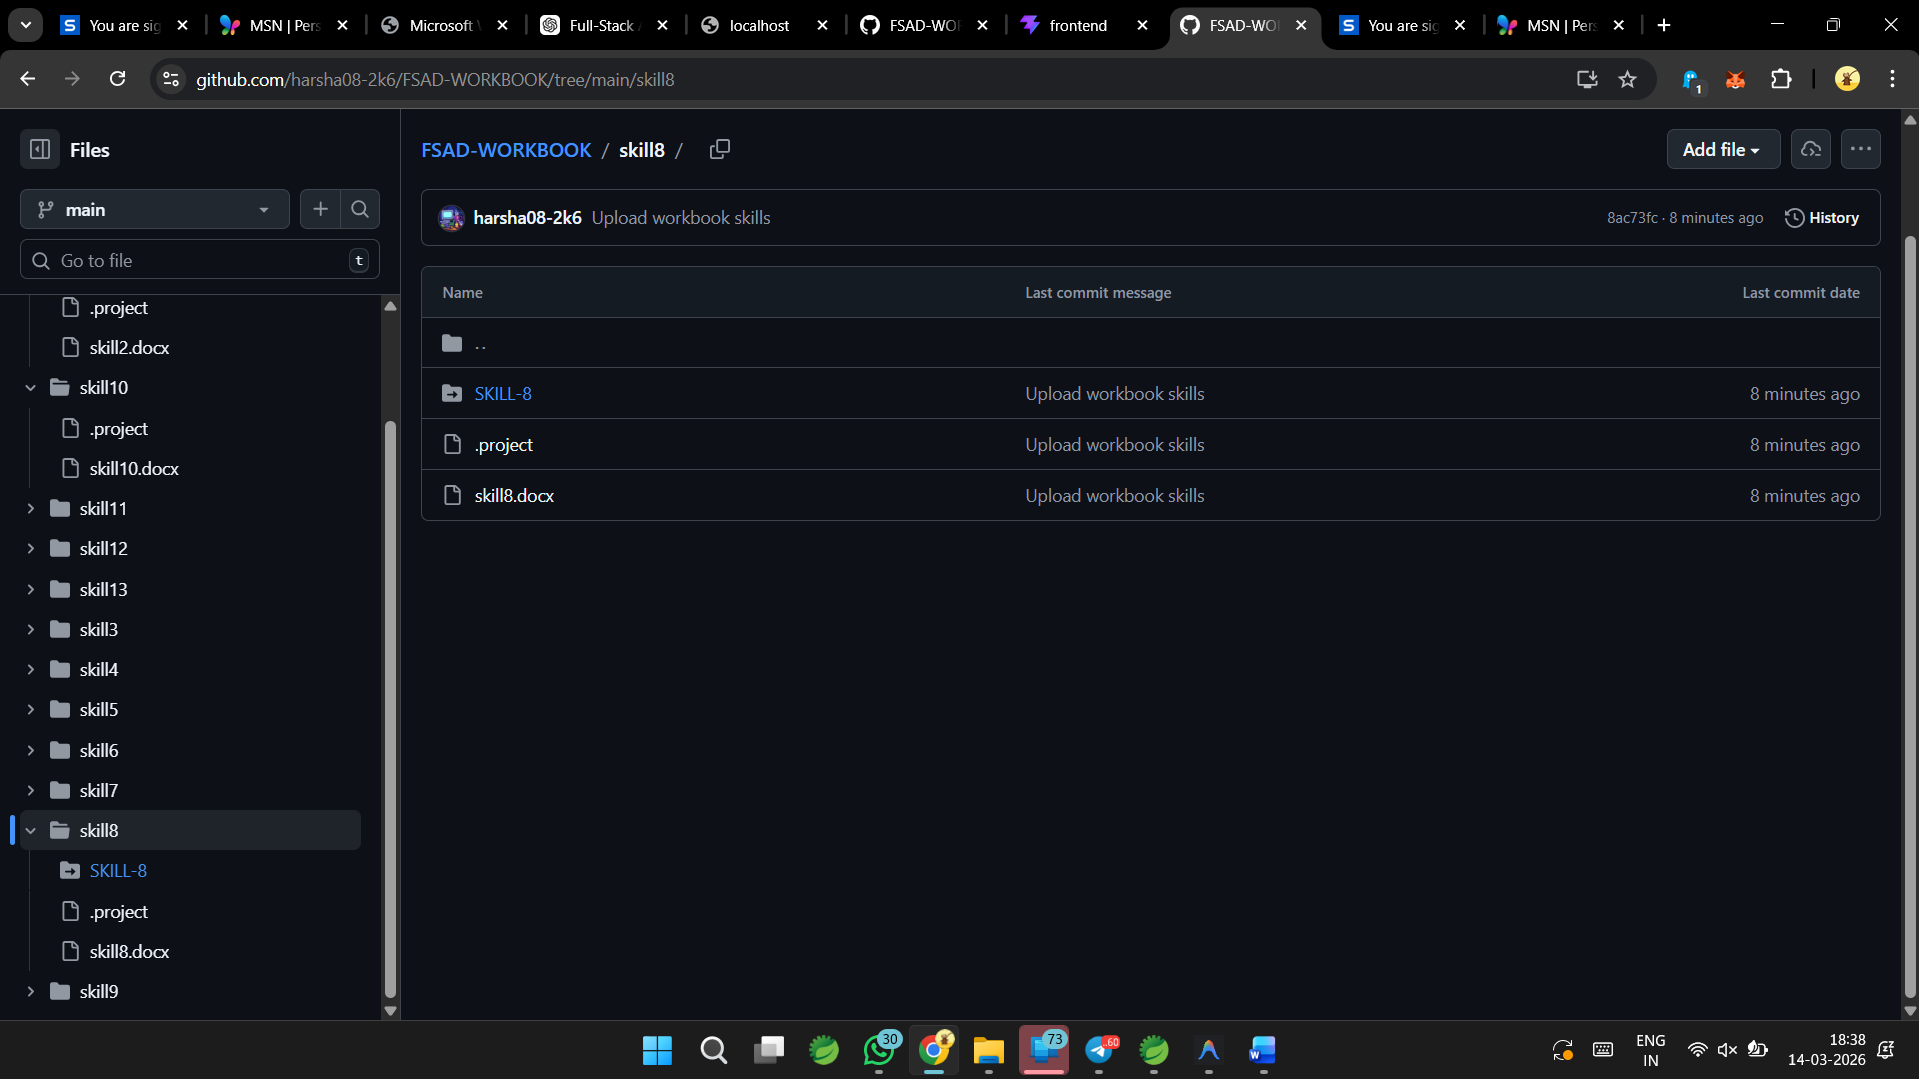 You are sig
MSN | Pers
Microsoft
Full-Stack
localhost
FSAD-WO
frontend
FSAD-WO
You are sig
MSN | Pers
github.com/harsha08-2k6/FSAD-WORKBOOK/tree/main/skill8
1
Files
main
Go to file
t
.project
skill2.docx
skill10
.project
skill10.docx
skill11
skill12
skill13
skill3
skill4
skill5
skill6
skill7
skill8
SKILL-8
.project
skill8.docx
skill9
FSAD-WORKBOOK / skill8 /
Add file
harsha08-2k6 Upload workbook skills
8ac73fc · 8 minutes ago
History
Name Last commit message Last commit date
..
SKILL-8 Upload workbook skills 8 minutes ago
.project Upload workbook skills 8 minutes ago
skill8.docx Upload workbook skills 8 minutes ago
30
73
60
ENG
IN
18:38
14-03-2026